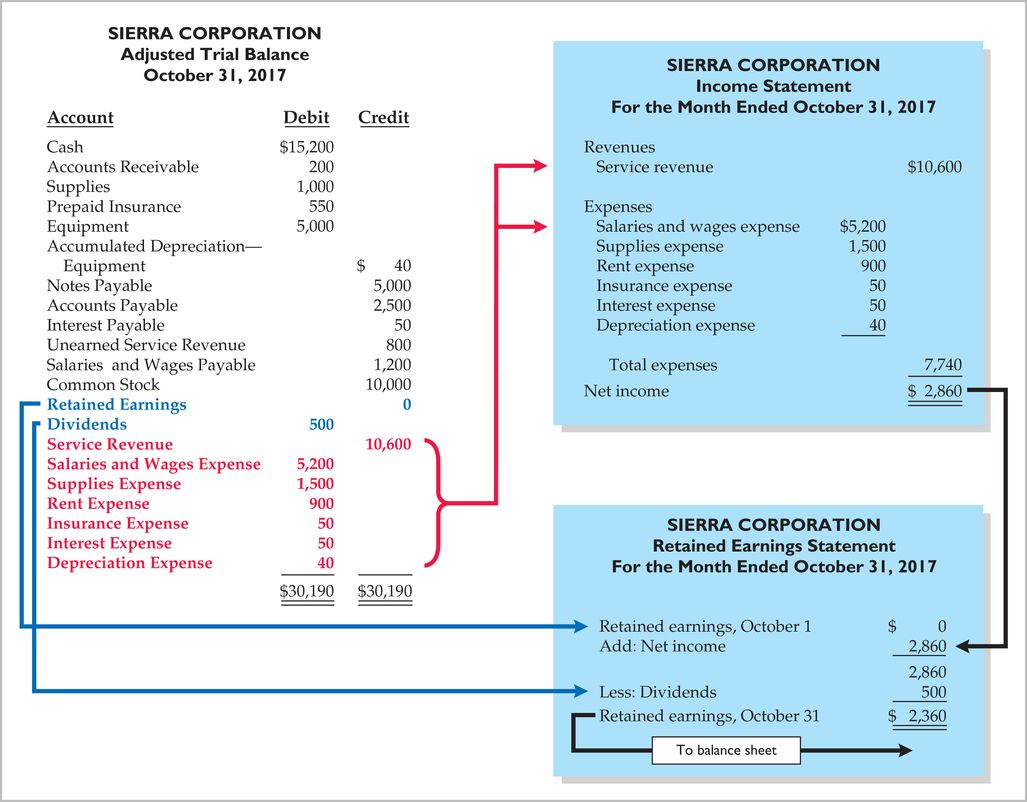 SIERRA CORPORATION
Adjusted Trial Balance
October 31, 2017
Account Debit Credit
Cash $15,200
Accounts Receivable 200
Supplies 1,000
Prepaid Insurance 550
Equipment 5,000
Accumulated Depreciation—
Equipment $ 40
Notes Payable 5,000
Accounts Payable 2,500
Interest Payable 50
Unearned Service Revenue 800
Salaries and Wages Payable 1,200
Common Stock 10,000
Retained Earnings 0
Dividends 500
Service Revenue 10,600
Salaries and Wages Expense 5,200
Supplies Expense 1,500
Rent Expense 900
Insurance Expense 50
Interest Expense 50
Depreciation Expense 40
$30,190 $30,190
SIERRA CORPORATION
Income Statement
For the Month Ended October 31, 2017
Revenues
Service revenue $10,600
Expenses
Salaries and wages expense $5,200
Supplies expense 1,500
Rent expense 900
Insurance expense 50
Interest expense 50
Depreciation expense 40
Total expenses 7,740
Net income $ 2,860
SIERRA CORPORATION
Retained Earnings Statement
For the Month Ended October 31, 2017
Retained earnings, October 1 $ 0
Add: Net income 2,860
2,860
Less: Dividends 500
Retained earnings, October 31 $ 2,360
To balance sheet